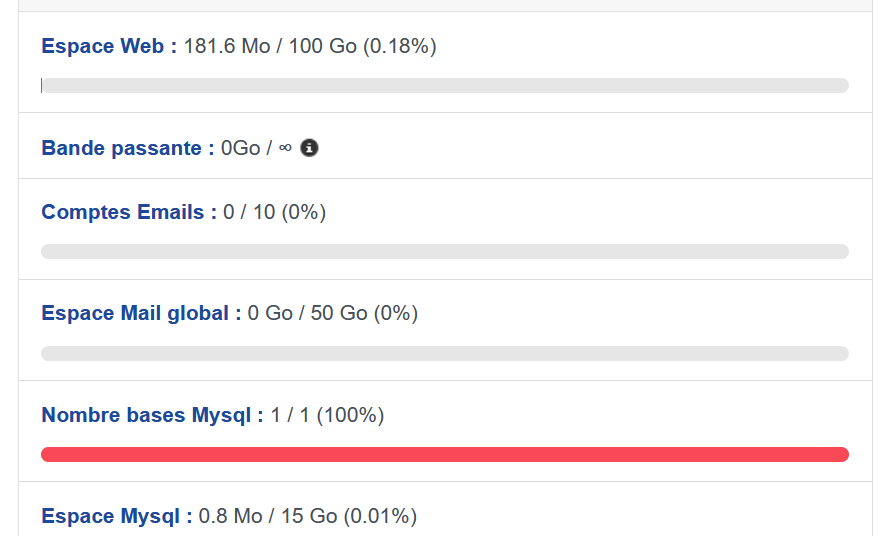 Espace Web : 181.6 Mo / 100 Go (0.18%)
Bande passante : 0Go / ∞
Comptes Emails : 0 / 10 (0%)
Espace Mail global : 0 Go / 50 Go (0%)
Nombre bases Mysql : 1 / 1 (100%)
Espace Mysql : 0.8 Mo / 15 Go (0.01%)